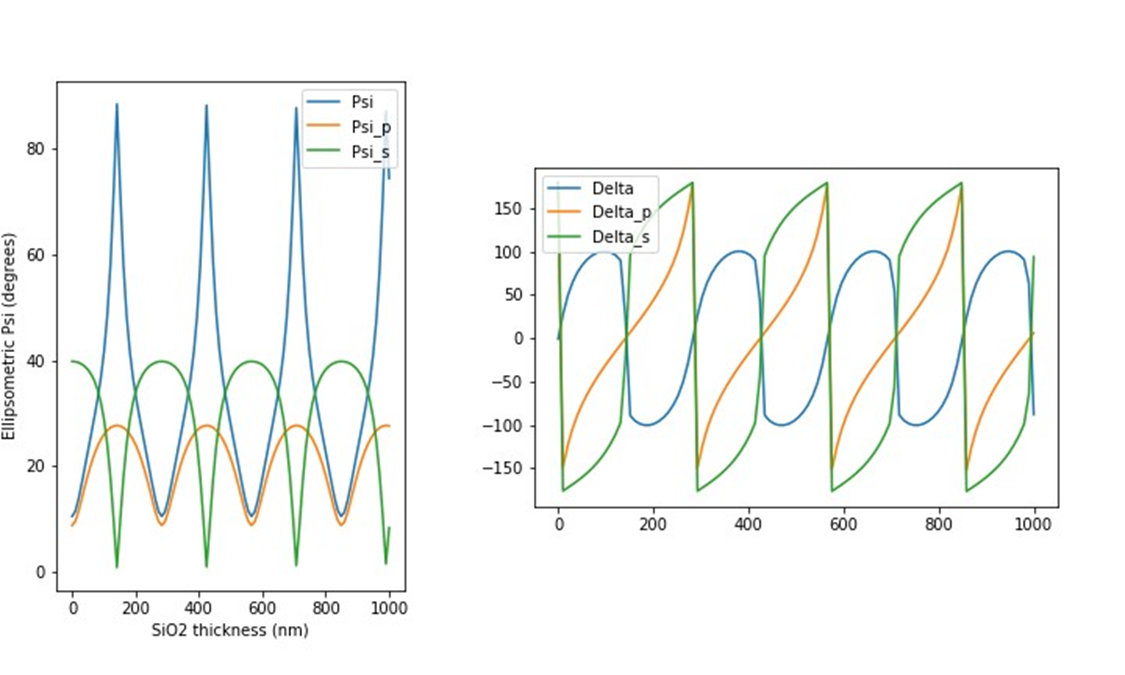 Ellipsometric Psi (degrees)
80
60
40
20
0
Psi
Psi_p
Psi_s
0 200 400 600 800 1000
SiO2 thickness (nm)
150
100
50
0
−50
−100
−150
Delta
Delta_p
Delta_s
0 200 400 600 800 1000